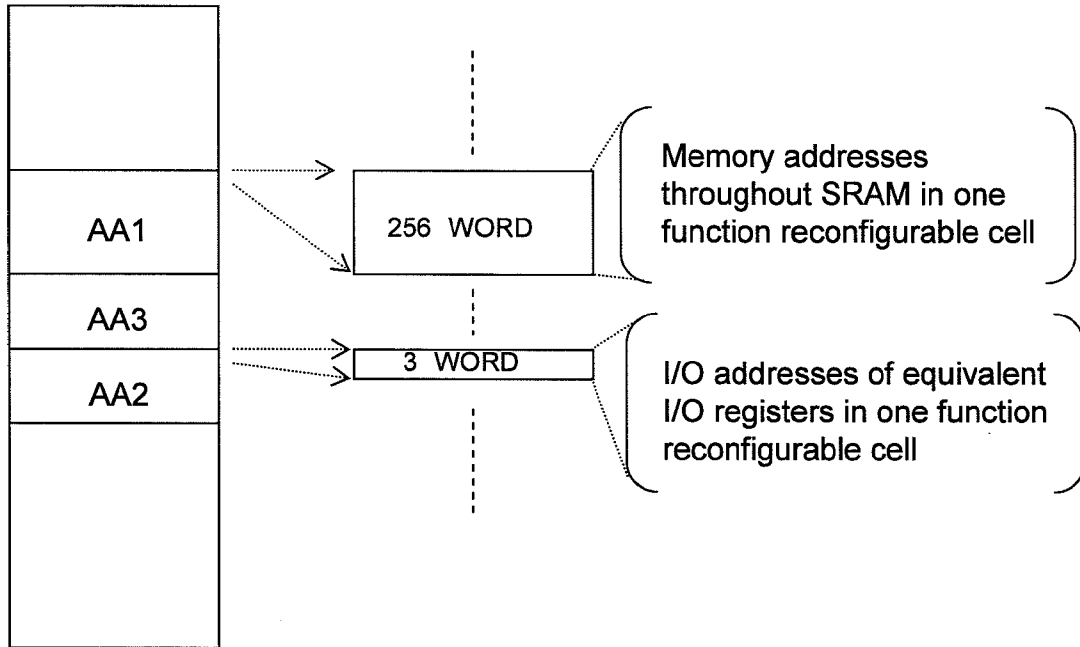 AA1
AA3
AA2
256 WORD
3 WORD
Memory addresses
throughout SRAM in one
function reconfigurable cell
I/O addresses of equivalent
I/O registers in one function
reconfigurable cell